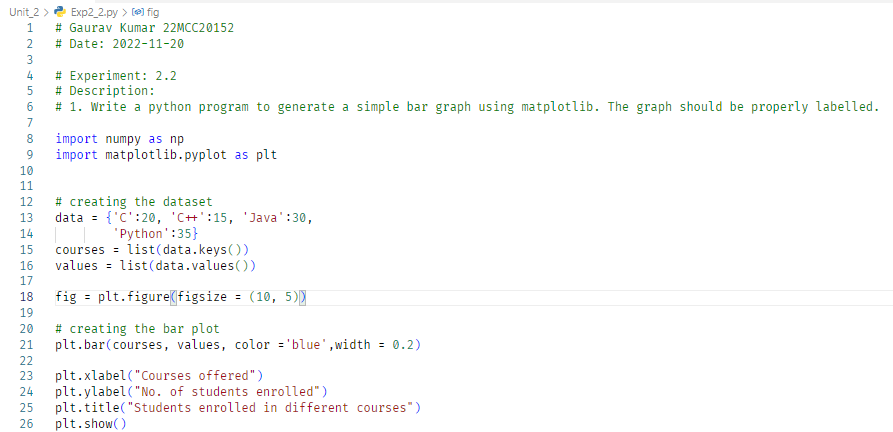 Unit_2 > Exp2_2.py > fig
1 # Gaurav Kumar 22MCC20152
2 # Date: 2022-11-20
3
4 # Experiment: 2.2
5 # Description:
6 # 1. Write a python program to generate a simple bar graph using matplotlib. The graph should be properly labelled.
7
8 import numpy as np
9 import matplotlib.pyplot as plt
10
11
12 # creating the dataset
13 data = {'C':20, 'C++':15, 'Java':30,
14         'Python':35}
15 courses = list(data.keys())
16 values = list(data.values())
17
18 fig = plt.figure(figsize = (10, 5))
19
20 # creating the bar plot
21 plt.bar(courses, values, color ='blue',width = 0.2)
22
23 plt.xlabel("Courses offered")
24 plt.ylabel("No. of students enrolled")
25 plt.title("Students enrolled in different courses")
26 plt.show()